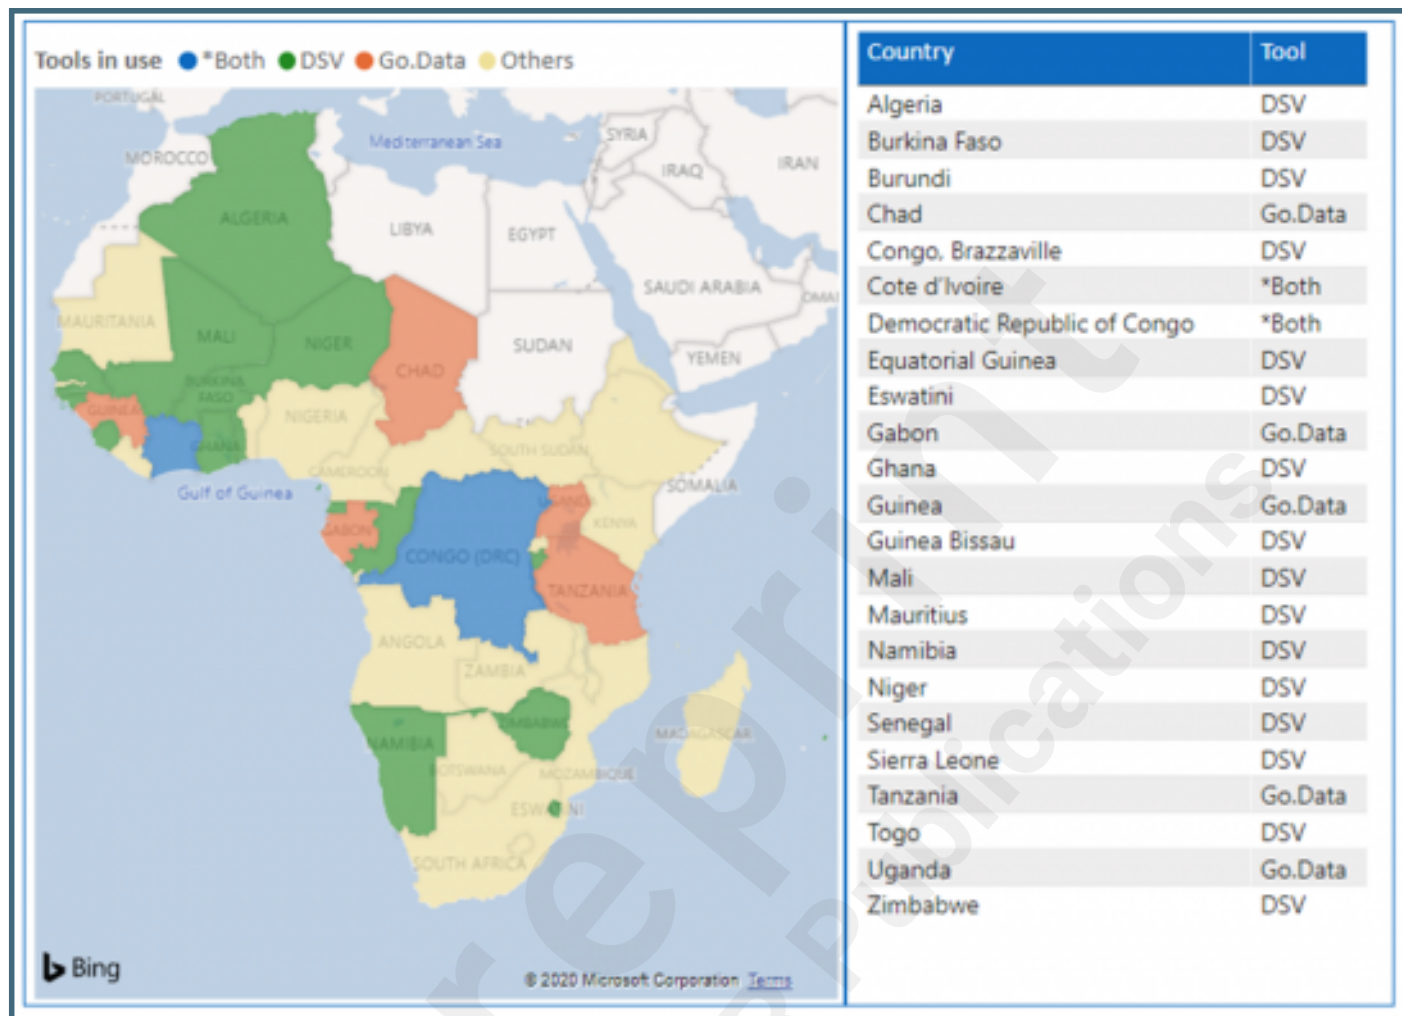 Tools in use *Both DSV Go.Data Others
PORTUGAL
Mediterranean Sea
SYRIA
MOROCCO
IRAQ
IRAN
ALGERIA
LIBYA
EGYPT
SAUDI ARABIA
OMAN
MAURITANIA
MALI
NIGER
SUDAN
YEMEN
CHAD
BURKINA
FASO
GUINEA
NIGERIA
GHANA
SOUTH SUDAN
CAMEROON
Gulf of Guinea
SOMALIA
UGANDA
KENYA
GABON
CONGO (DRC)
TANZANIA
ANGOLA
ZAMBIA
ZIMBABWE
NAMIBIA
MADAGASCAR
BOTSWANA
MOZAMBIQUE
ESWATINI
SOUTH AFRICA
Bing
© 2020 Microsoft Corporation Terms
Country Tool
Algeria DSV
Burkina Faso DSV
Burundi DSV
Chad Go.Data
Congo, Brazzaville DSV
Cote d'Ivoire *Both
Democratic Republic of Congo *Both
Equatorial Guinea DSV
Eswatini DSV
Gabon Go.Data
Ghana DSV
Guinea Go.Data
Guinea Bissau DSV
Mali DSV
Mauritius DSV
Namibia DSV
Niger DSV
Senegal DSV
Sierra Leone DSV
Tanzania Go.Data
Togo DSV
Uganda Go.Data
Zimbabwe DSV
reprint
Publications